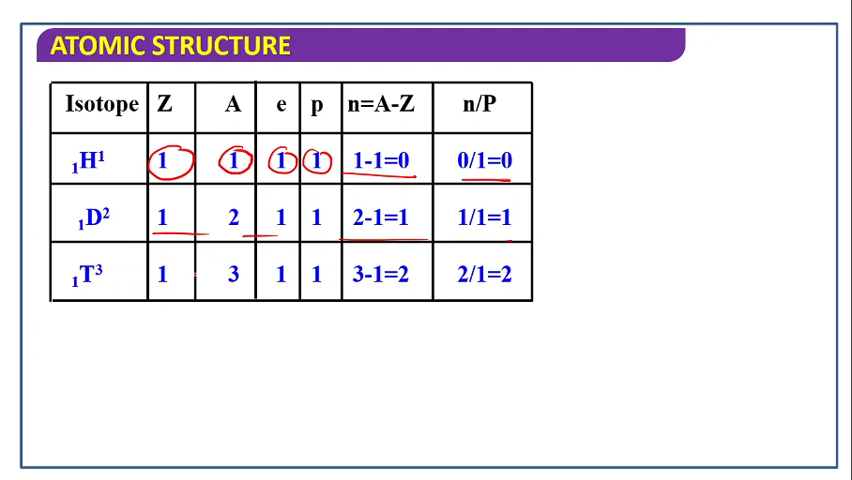 ATOMIC STRUCTURE
Isotope Z A e p n=A-Z n/P
₁H¹ 1 1 1 1 1-1=0 0/1=0
₁D² 1 2 1 1 2-1=1 1/1=1
₁T³ 1 3 1 1 3-1=2 2/1=2